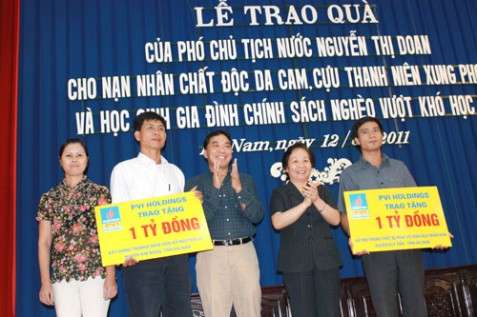 LỄ TRAO QUÀ
CỦA PHÓ CHỦ TỊCH NƯỚC NGUYỄN THỊ DOAN
CHO NẠN NHÂN CHẤT ĐỘC DA CAM, CỰU THANH NIÊN XUNG PHO
VÀ HỌC SINH GIA ĐÌNH CHÍNH SÁCH NGHÈO VƯỢT KHÓ HỌC
Nam, ngày 12/ 2011
PVI HOLDINGS
TRAO TẶNG
1 TỶ ĐỒNG
PVI HOLDINGS
TRAO TẶNG
1 TỶ ĐỒNG